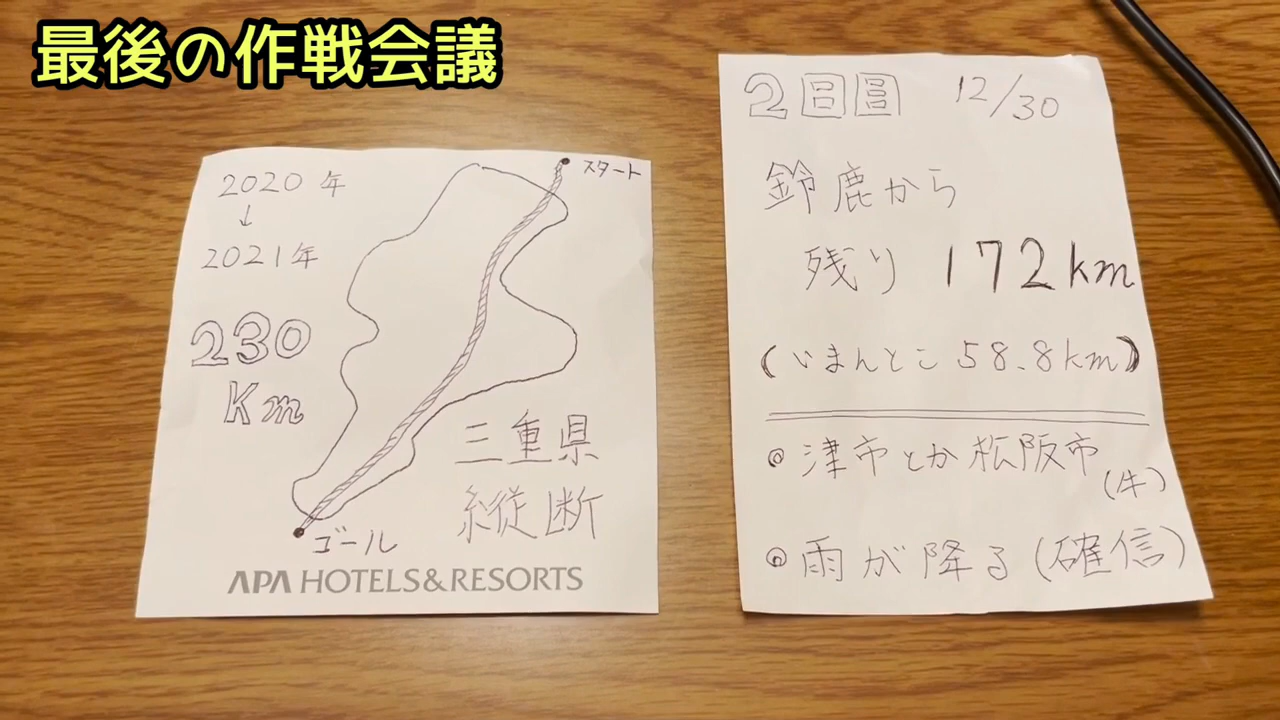 最後の作戦会議
2020年
↓
2021年
230
Km
スタート
三重県
縦断
ゴール
APA HOTELS&RESORTS
2日目 12/30
鈴鹿から
残り 172km
(いまんとこ 58.8km)
◎ 津市とか松阪市
(牛)
◎ 雨が降る(確信)